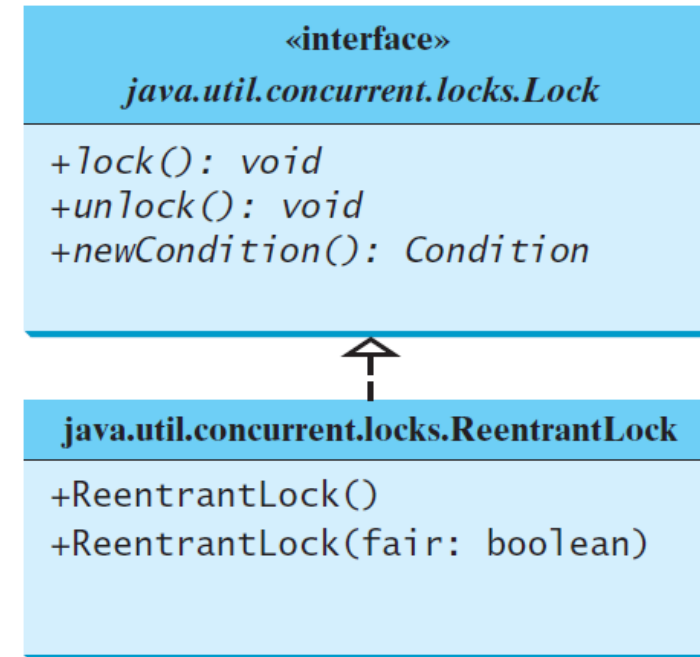 «interface»
java.util.concurrent.locks.Lock
+lock(): void
+unlock(): void
+newCondition(): Condition
java.util.concurrent.locks.ReentrantLock
+ReentrantLock()
+ReentrantLock(fair: boolean)